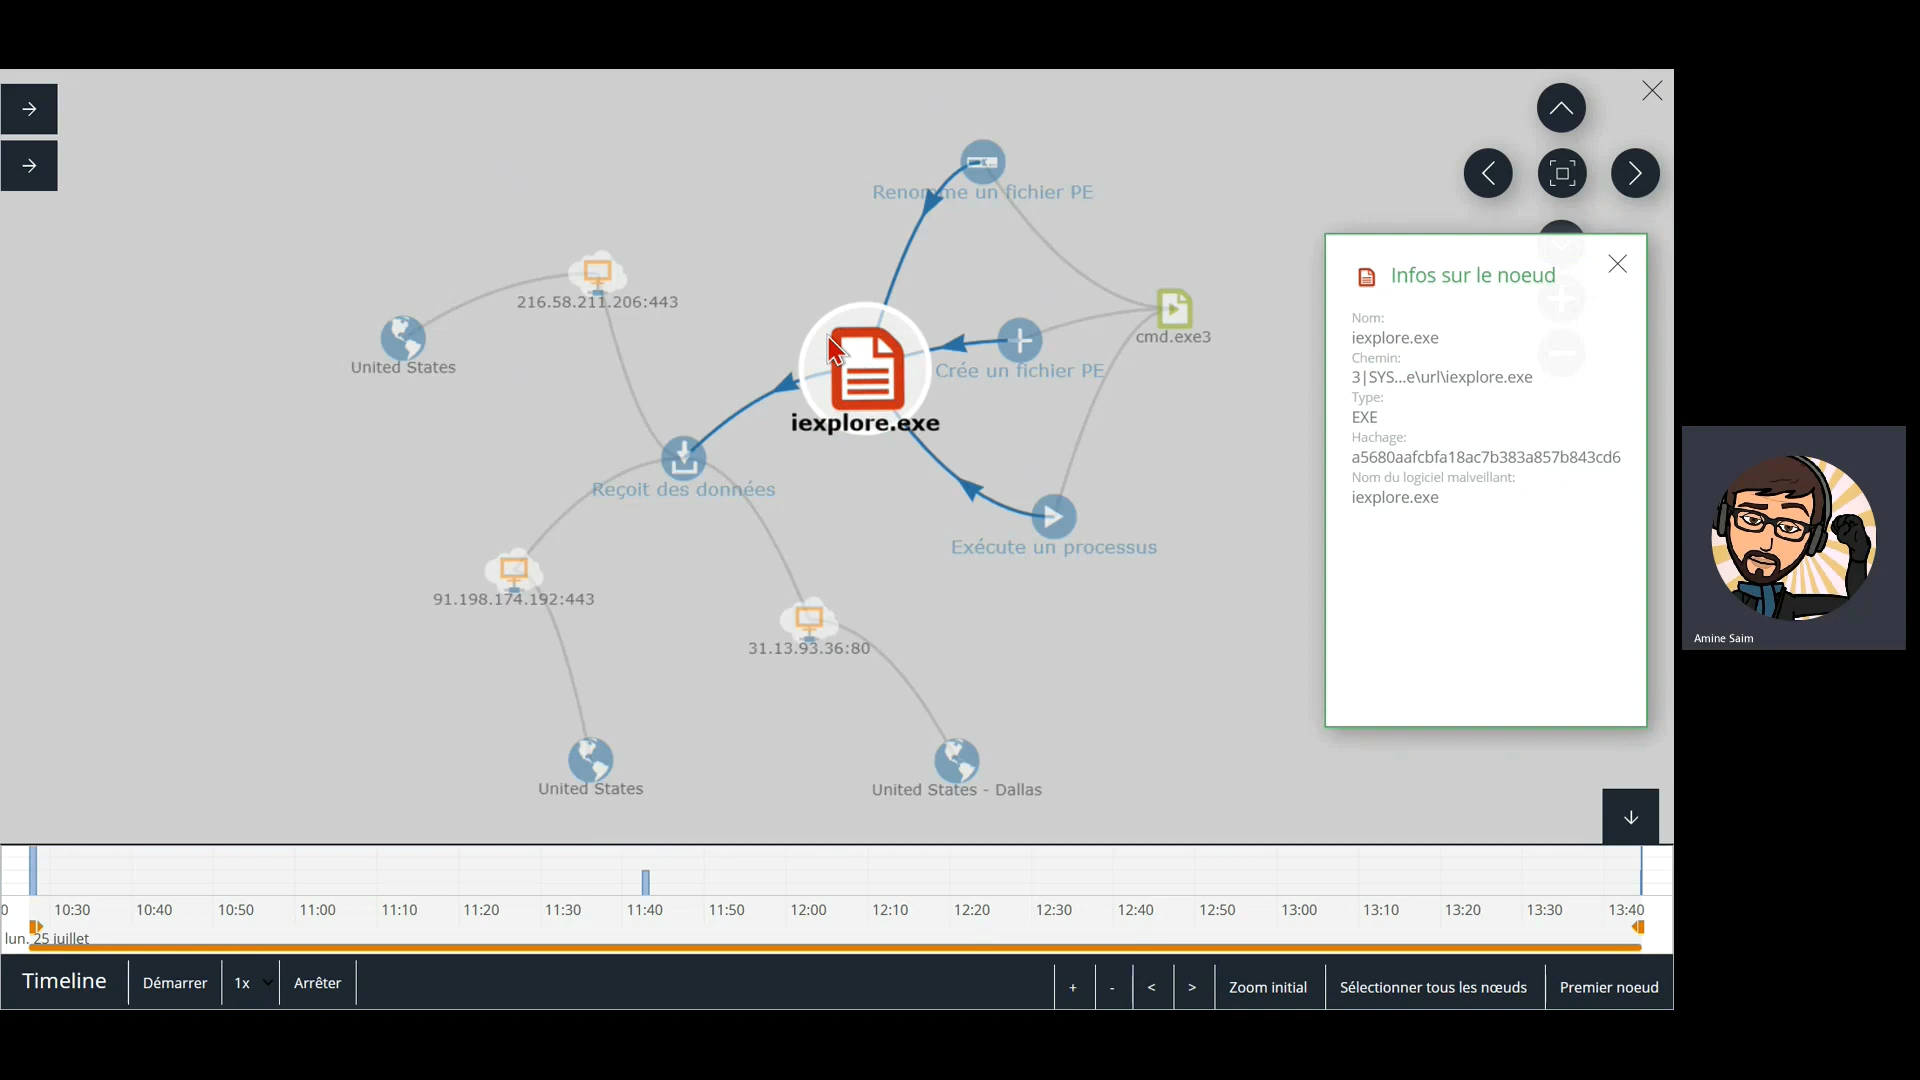 Renomme un fichier PE
216.58.211.206:443
United States
cmd.exe3
Crée un fichier PE
iexplore.exe
Reçoit des données
Exécute un processus
91.198.174.192:443
31.13.93.36:80
United States
United States - Dallas
Infos sur le noeud
Nom:
iexplore.exe
Chemin:
3|SYS...e\url\iexplore.exe
Type:
EXE
Hachage:
a5680aafcbfa18ac7b383a857b843cd6
Nom du logiciel malveillant:
iexplore.exe
Amine Saim
0 10:30 10:40 10:50 11:00 11:10 11:20 11:30 11:40 11:50 12:00 12:10 12:20 12:30 12:40 12:50 13:00 13:10 13:20 13:30 13:40
lun. 25 juillet
Timeline Démarrer 1x Arrêter + - < > Zoom initial Sélectionner tous les nœuds Premier noeud